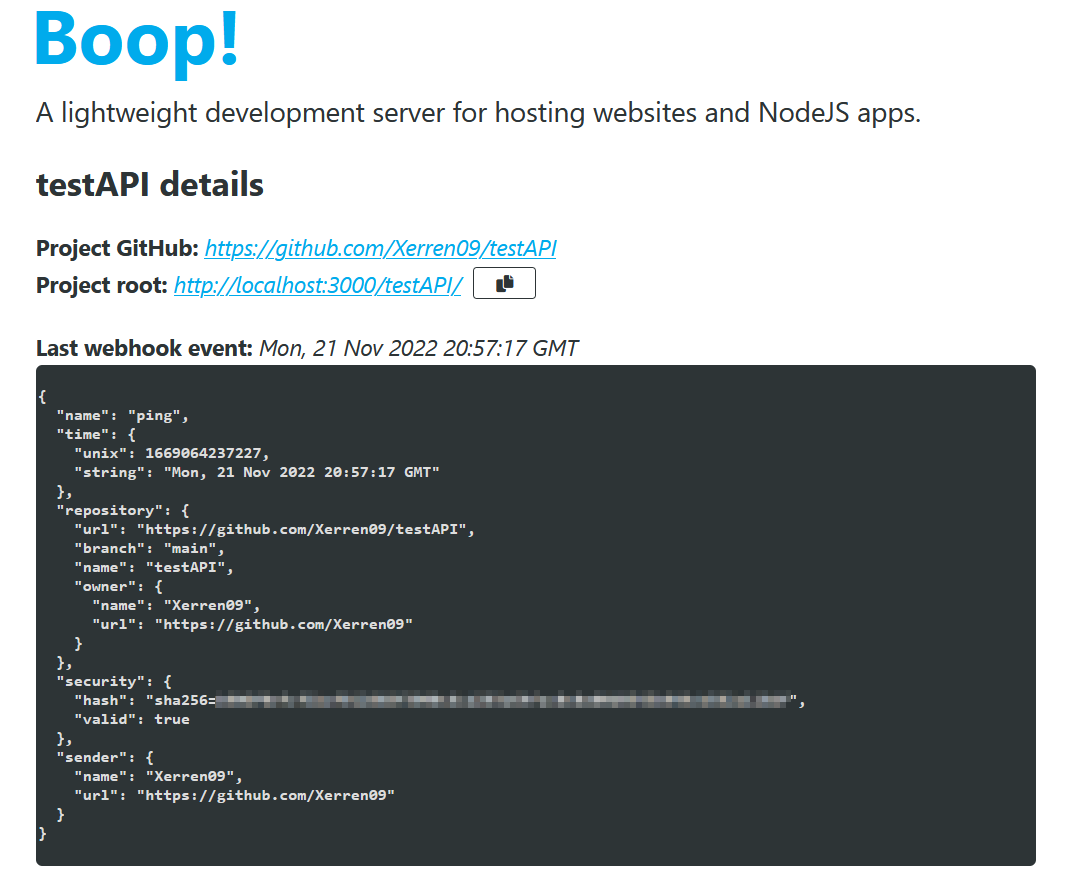 Boop!
A lightweight development server for hosting websites and NodeJS apps.
testAPI details
Project GitHub: https://github.com/Xerren09/testAPI
Project root: http://localhost:3000/testAPI/
Last webhook event: Mon, 21 Nov 2022 20:57:17 GMT
{
  "name": "ping",
  "time": {
    "unix": 1669064237227,
    "string": "Mon, 21 Nov 2022 20:57:17 GMT"
  },
  "repository": {
    "url": "https://github.com/Xerren09/testAPI",
    "branch": "main",
    "name": "testAPI",
    "owner": {
      "name": "Xerren09",
      "url": "https://github.com/Xerren09"
    }
  },
  "security": {
    "hash": "sha256=",
    "valid": true
  },
  "sender": {
    "name": "Xerren09",
    "url": "https://github.com/Xerren09"
  }
}